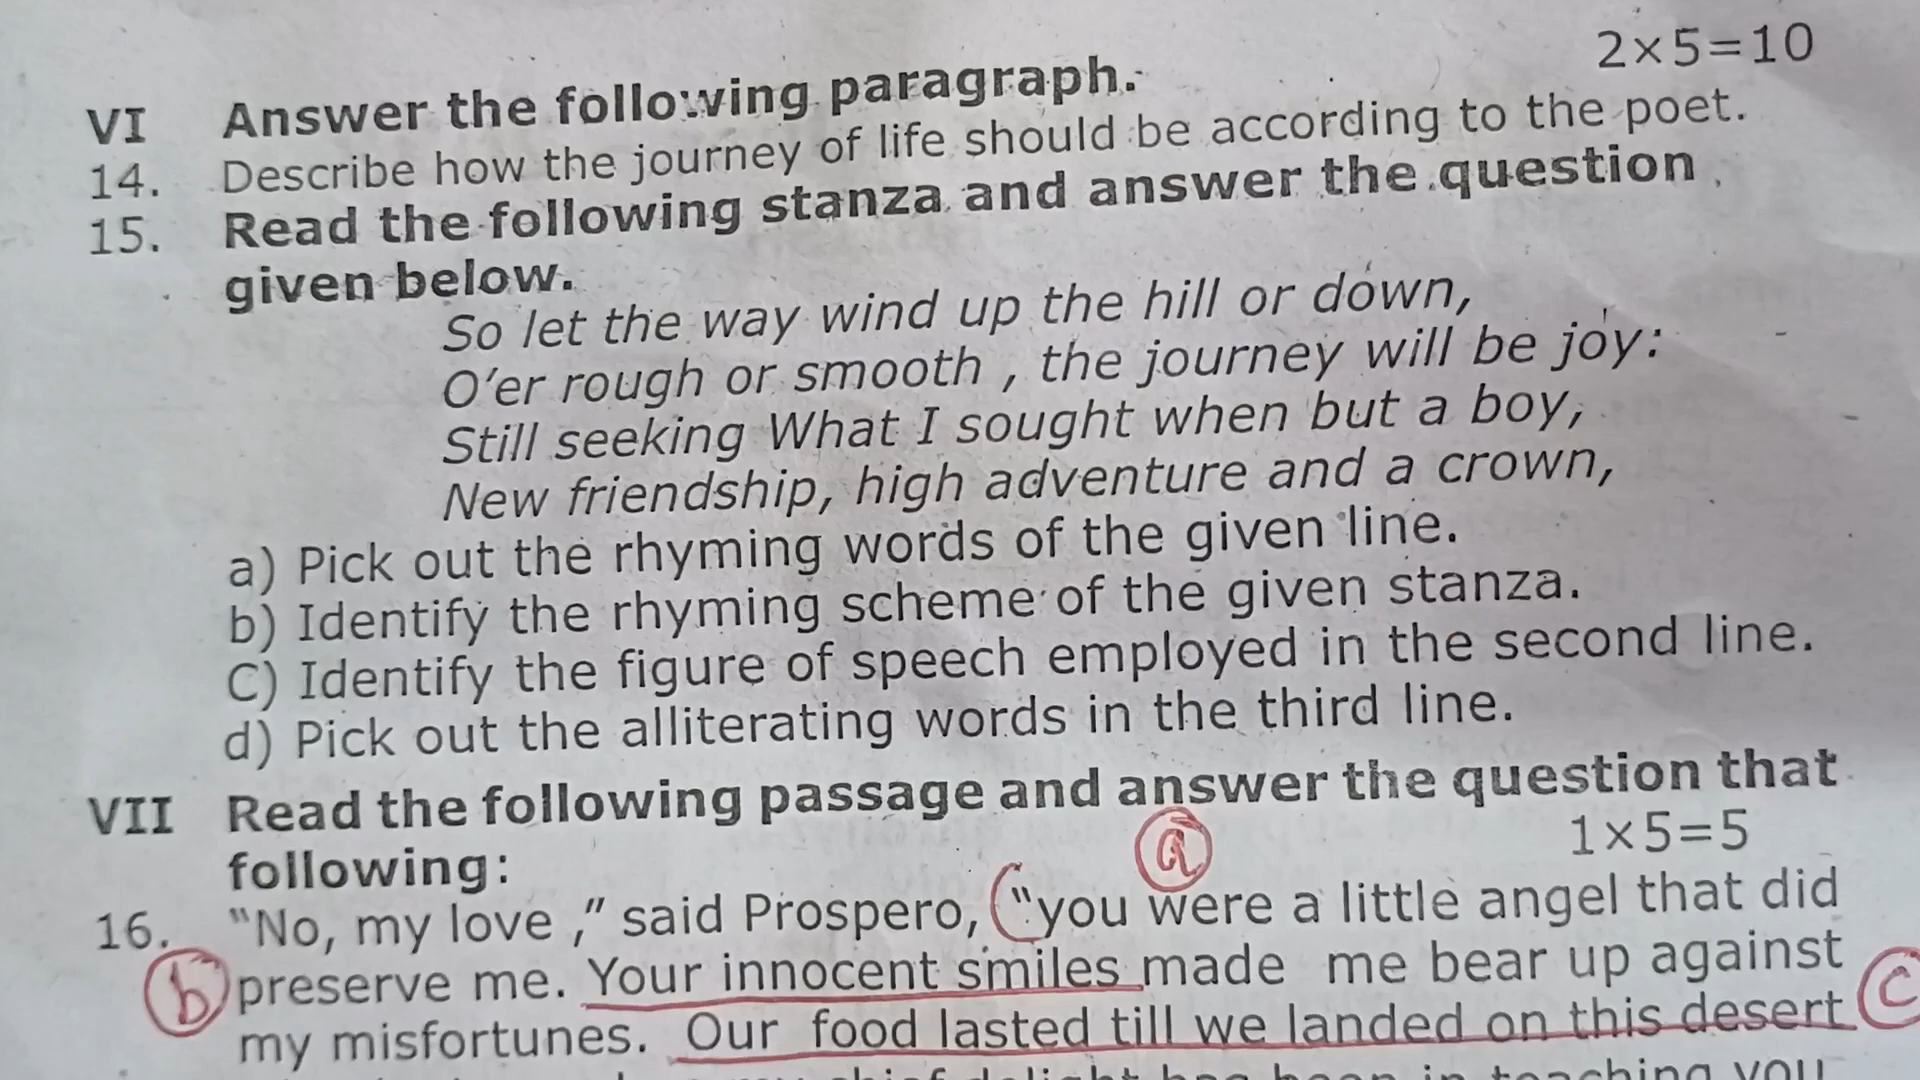 2×5=10
VI Answer the following paragraph.
14. Describe how the journey of life should be according to the poet.
15. Read the following stanza and answer the question
given below.
So let the way wind up the hill or down,
O'er rough or smooth , the journey will be joy:
Still seeking What I sought when but a boy,
New friendship, high adventure and a crown,
a) Pick out the rhyming words of the given line.
b) Identify the rhyming scheme of the given stanza.
C) Identify the figure of speech employed in the second line.
d) Pick out the alliterating words in the third line.
VII Read the following passage and answer the question that
following: 1×5=5
a
16. "No, my love ," said Prospero, ("you were a little angel that did
b preserve me. Your innocent smiles made me bear up against
my misfortunes. Our food lasted till we landed on this desert c
chief delight has been in teaching you